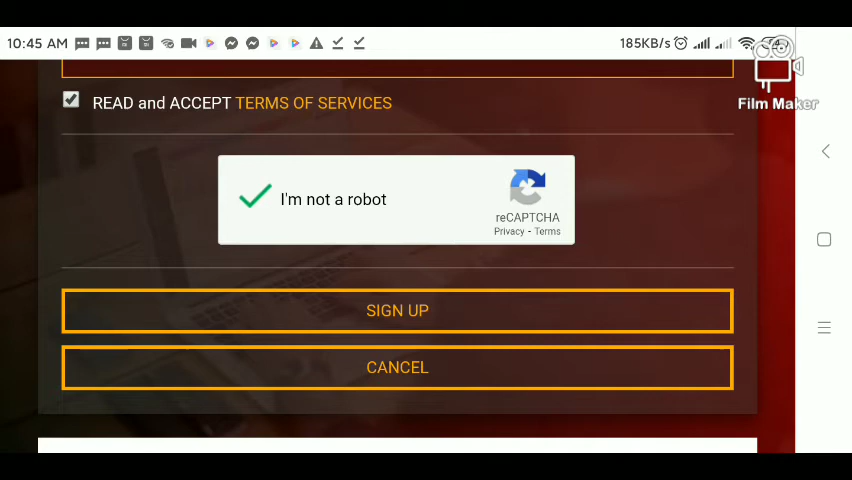 10:45 AM
185KB/s
Film Maker
READ and ACCEPT TERMS OF SERVICES
I'm not a robot
reCAPTCHA
Privacy - Terms
SIGN UP
CANCEL